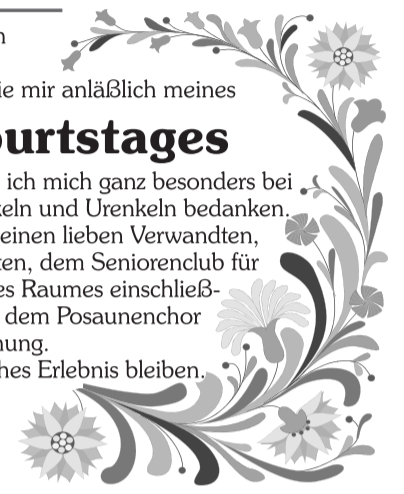 n
ie mir anläßlich meines
urtstages
ich mich ganz besonders bei
keln und Urenkeln bedanken.
einen lieben Verwandten,
ten, dem Seniorenclub für
es Raumes einschließ-
dem Posaunenchor
nung.
hes Erlebnis bleiben.